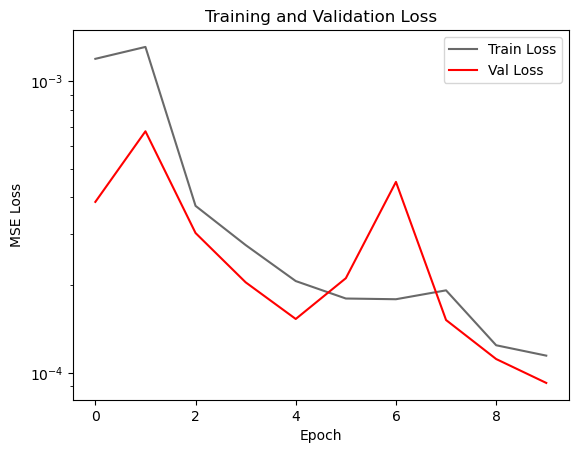 Training and Validation Loss
Train Loss
Val Loss
MSE Loss
10⁻³
10⁻⁴
0 2 4 6 8
Epoch